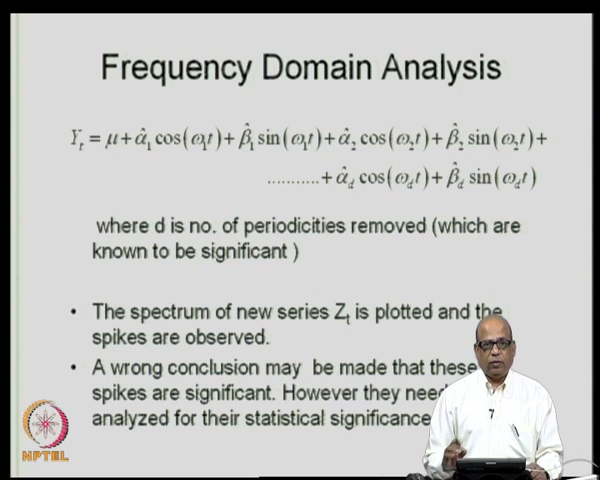 Frequency Domain Analysis
Y_t = μ + α̂_1 cos(ω_1 t) + β̂_1 sin(ω_1 t) + α̂_2 cos(ω_2 t) + β̂_2 sin(ω_2 t) +
........... + α̂_d cos(ω_d t) + β̂_d sin(ω_d t)
where d is no. of periodicities removed (which are
known to be significant )
• The spectrum of new series Z_t is plotted and the
spikes are observed.
• A wrong conclusion may be made that these
spikes are significant. However they need
analyzed for their statistical significance
NPTEL